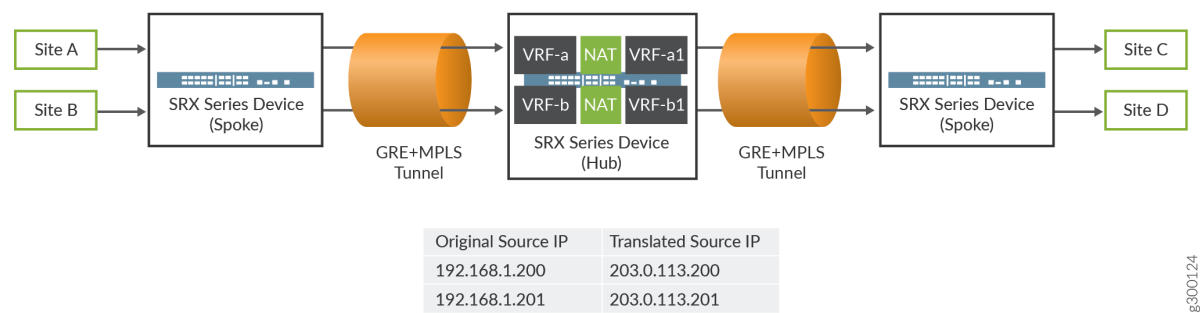 Site A
Site B
SRX Series Device
(Spoke)
GRE+MPLS
Tunnel
VRF-a NAT VRF-a1
VRF-b NAT VRF-b1
SRX Series Device
(Hub)
GRE+MPLS
Tunnel
SRX Series Device
(Spoke)
Site C
Site D
Original Source IP Translated Source IP
192.168.1.200 203.0.113.200
192.168.1.201 203.0.113.201
g300124